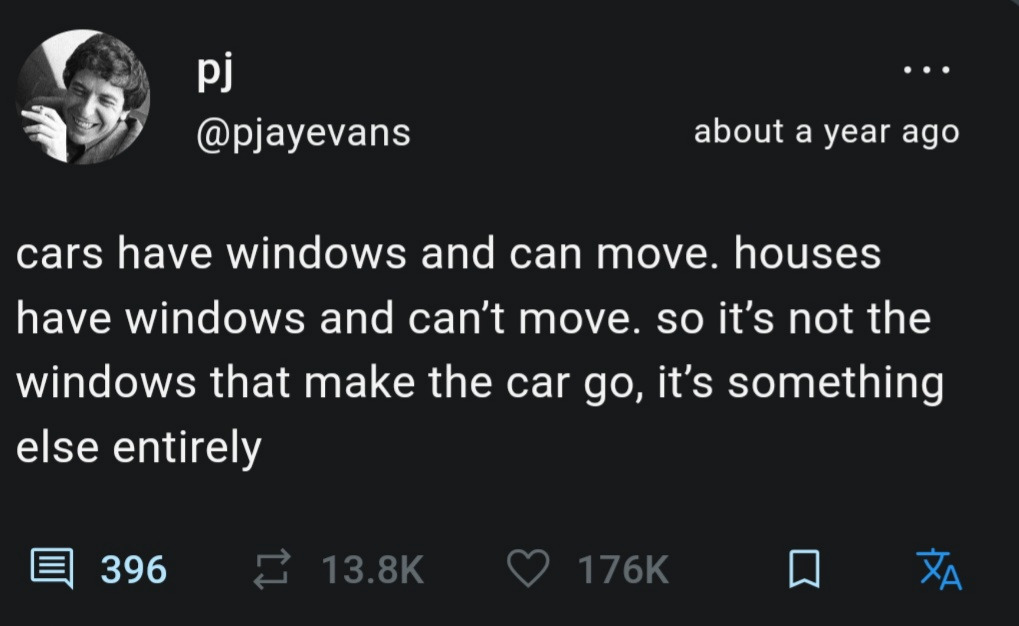 pj
@pjayevans
about a year ago
cars have windows and can move. houses
have windows and can’t move. so it’s not the
windows that make the car go, it’s something
else entirely
396 13.8K 176K